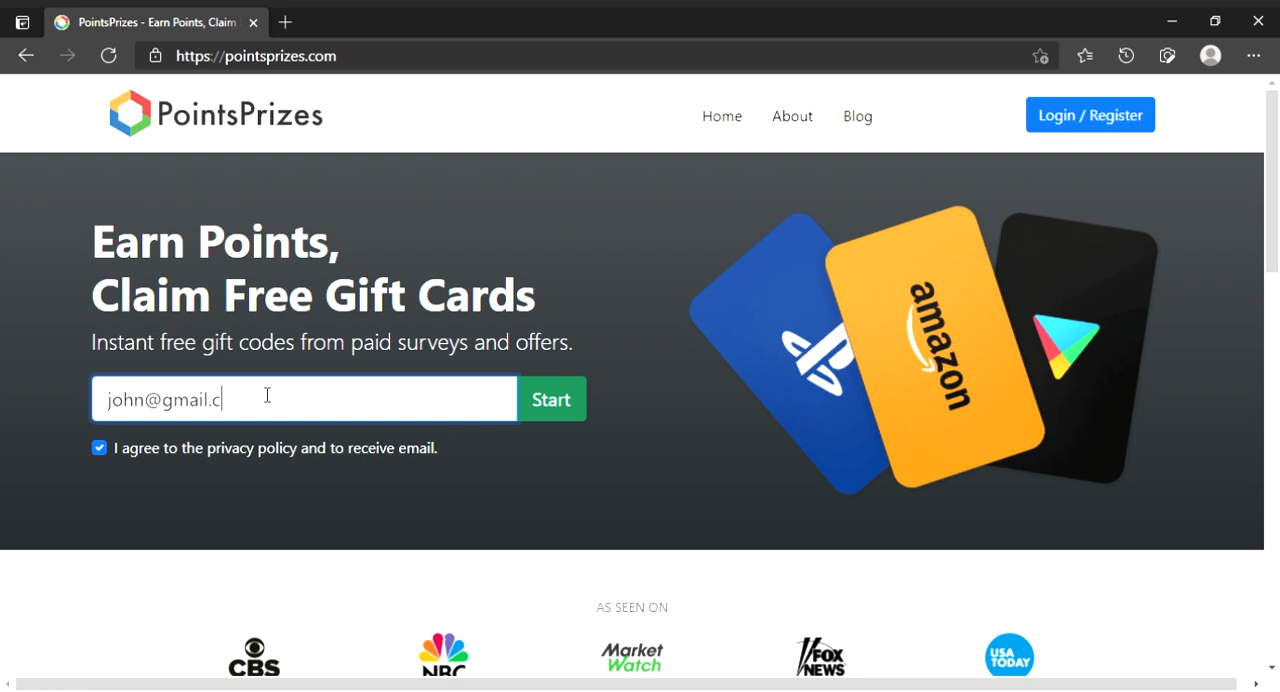 PointsPrizes - Earn Points, Claim
https://pointsprizes.com
PointsPrizes
Home About Blog
Login / Register
Earn Points,
Claim Free Gift Cards
Instant free gift codes from paid surveys and offers.
john@gmail.c
Start
I agree to the privacy policy and to receive email.
amazon
AS SEEN ON
CBS
NBC
Market
Watch
FOX
NEWS
USA
TODAY